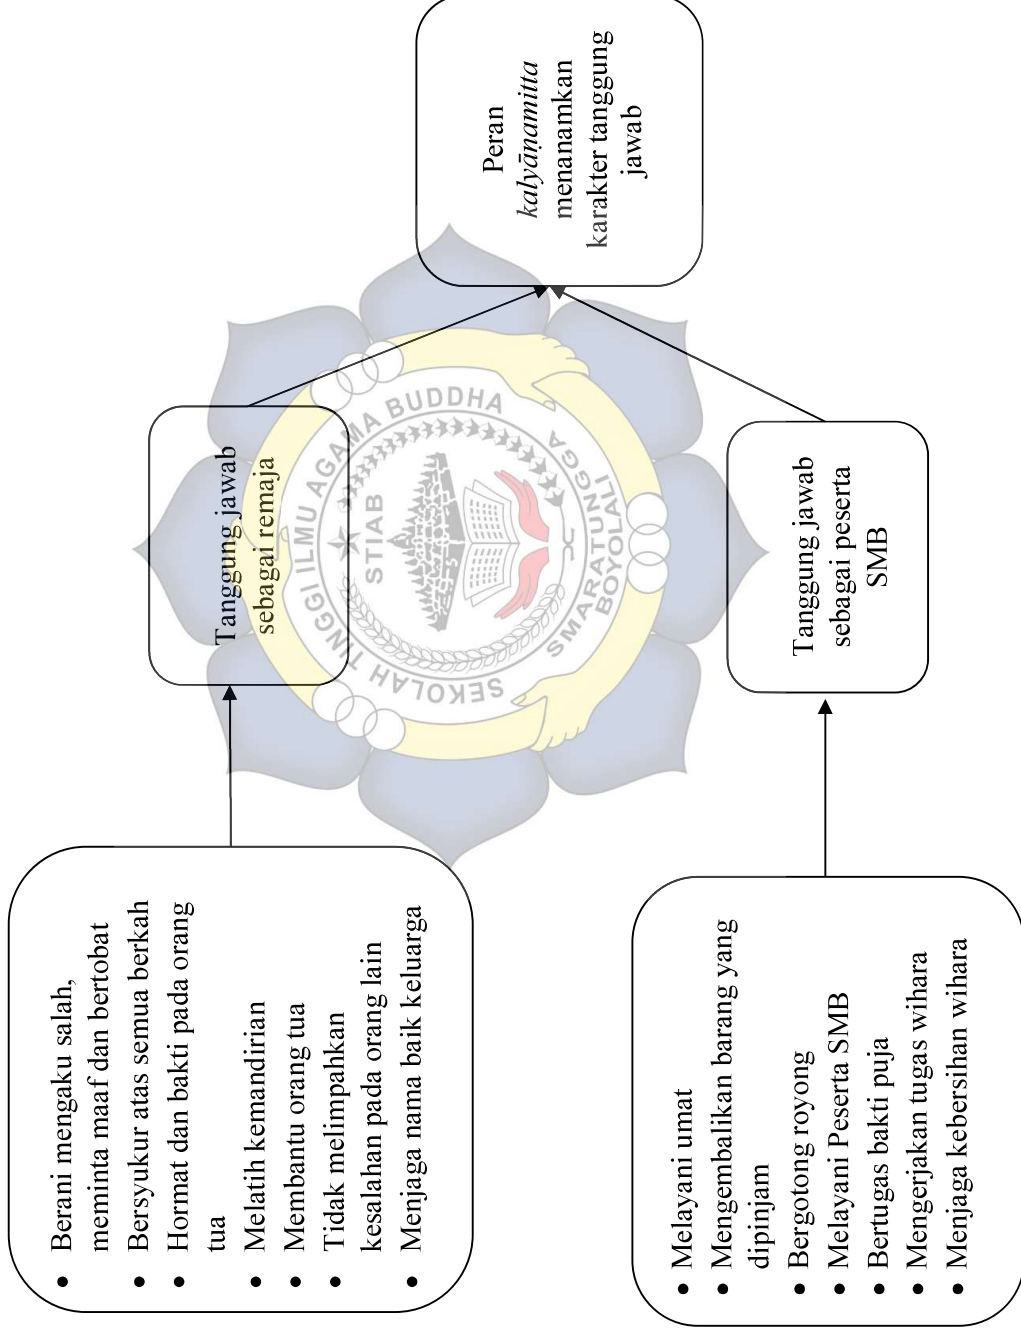 • Berani mengaku salah,
meminta maaf dan bertobat
• Bersyukur atas semua berkah
• Hormat dan bakti pada orang
tua
• Melatih kemandirian
• Membantu orang tua
• Tidak melimpahkan
kesalahan pada orang lain
• Menjaga nama baik keluarga
Tanggung jawab
sebagai remaja
Peran
kalyāṇamitta
menanamkan
karakter tanggung
jawab
• Melayani umat
• Mengembalikan barang yang
dipinjam
• Bergotong royong
• Melayani Peserta SMB
• Bertugas bakti puja
• Mengerjakan tugas wihara
• Menjaga kebersihan wihara
Tanggung jawab
sebagai peserta
SMB
SEKOLAH TINGGI ILMU AGAMA BUDDHA
STIAB
SMARATUNGGA
BOYOLALI